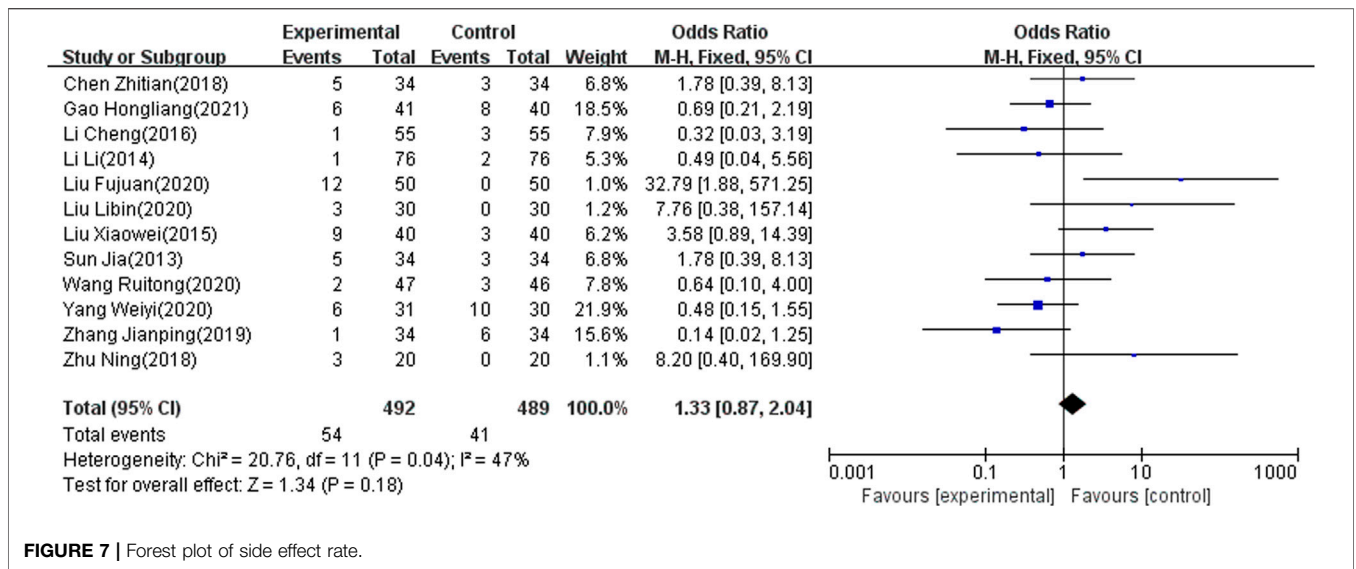 Experimental Control Odds Ratio Odds Ratio
Study or Subgroup Events Total Events Total Weight M-H, Fixed, 95% CI M-H, Fixed, 95% CI
Chen Zhitian(2018) 5 34 3 34 6.8% 1.78 [0.39, 8.13]
Gao Hongliang(2021) 6 41 8 40 18.5% 0.69 [0.21, 2.19]
Li Cheng(2016) 1 55 3 55 7.9% 0.32 [0.03, 3.19]
Li Li(2014) 1 76 2 76 5.3% 0.49 [0.04, 5.56]
Liu Fujuan(2020) 12 50 0 50 1.0% 32.79 [1.88, 571.25]
Liu Libin(2020) 3 30 0 30 1.2% 7.76 [0.38, 157.14]
Liu Xiaowei(2015) 9 40 3 40 6.2% 3.58 [0.89, 14.39]
Sun Jia(2013) 5 34 3 34 6.8% 1.78 [0.39, 8.13]
Wang Ruitong(2020) 2 47 3 46 7.8% 0.64 [0.10, 4.00]
Yang Weiyi(2020) 6 31 10 30 21.9% 0.48 [0.15, 1.55]
Zhang Jianping(2019) 1 34 6 34 15.6% 0.14 [0.02, 1.25]
Zhu Ning(2018) 3 20 0 20 1.1% 8.20 [0.40, 169.90]
Total (95% CI) 492 489 100.0% 1.33 [0.87, 2.04]
Total events 54 41
Heterogeneity: Chi² = 20.76, df = 11 (P = 0.04); I² = 47%
Test for overall effect: Z = 1.34 (P = 0.18)
0.001 0.1 1 10 1000
Favours [experimental] Favours [control]
FIGURE 7 | Forest plot of side effect rate.